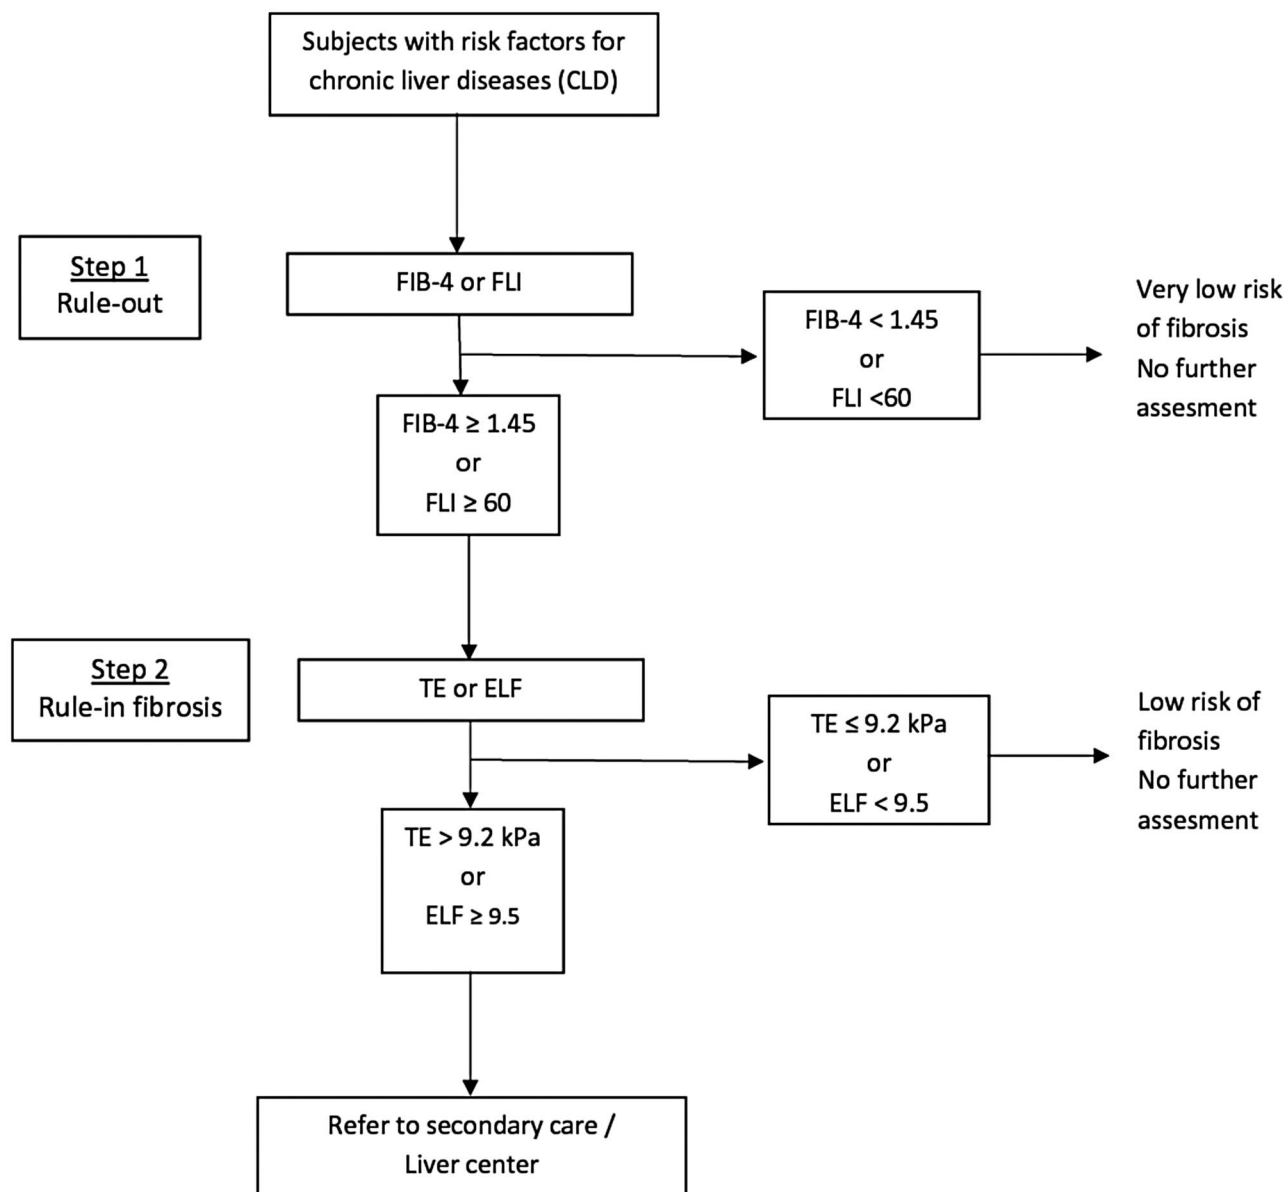 Subjects with risk factors for
chronic liver diseases (CLD)
Step 1
Rule-out
FIB-4 or FLI
FIB-4 < 1.45
or
FLI <60
Very low risk
of fibrosis
No further
assesment
FIB-4 ≥ 1.45
or
FLI ≥ 60
Step 2
Rule-in fibrosis
TE or ELF
TE ≤ 9.2 kPa
or
ELF < 9.5
Low risk of
fibrosis
No further
assesment
TE > 9.2 kPa
or
ELF ≥ 9.5
Refer to secondary care /
Liver center